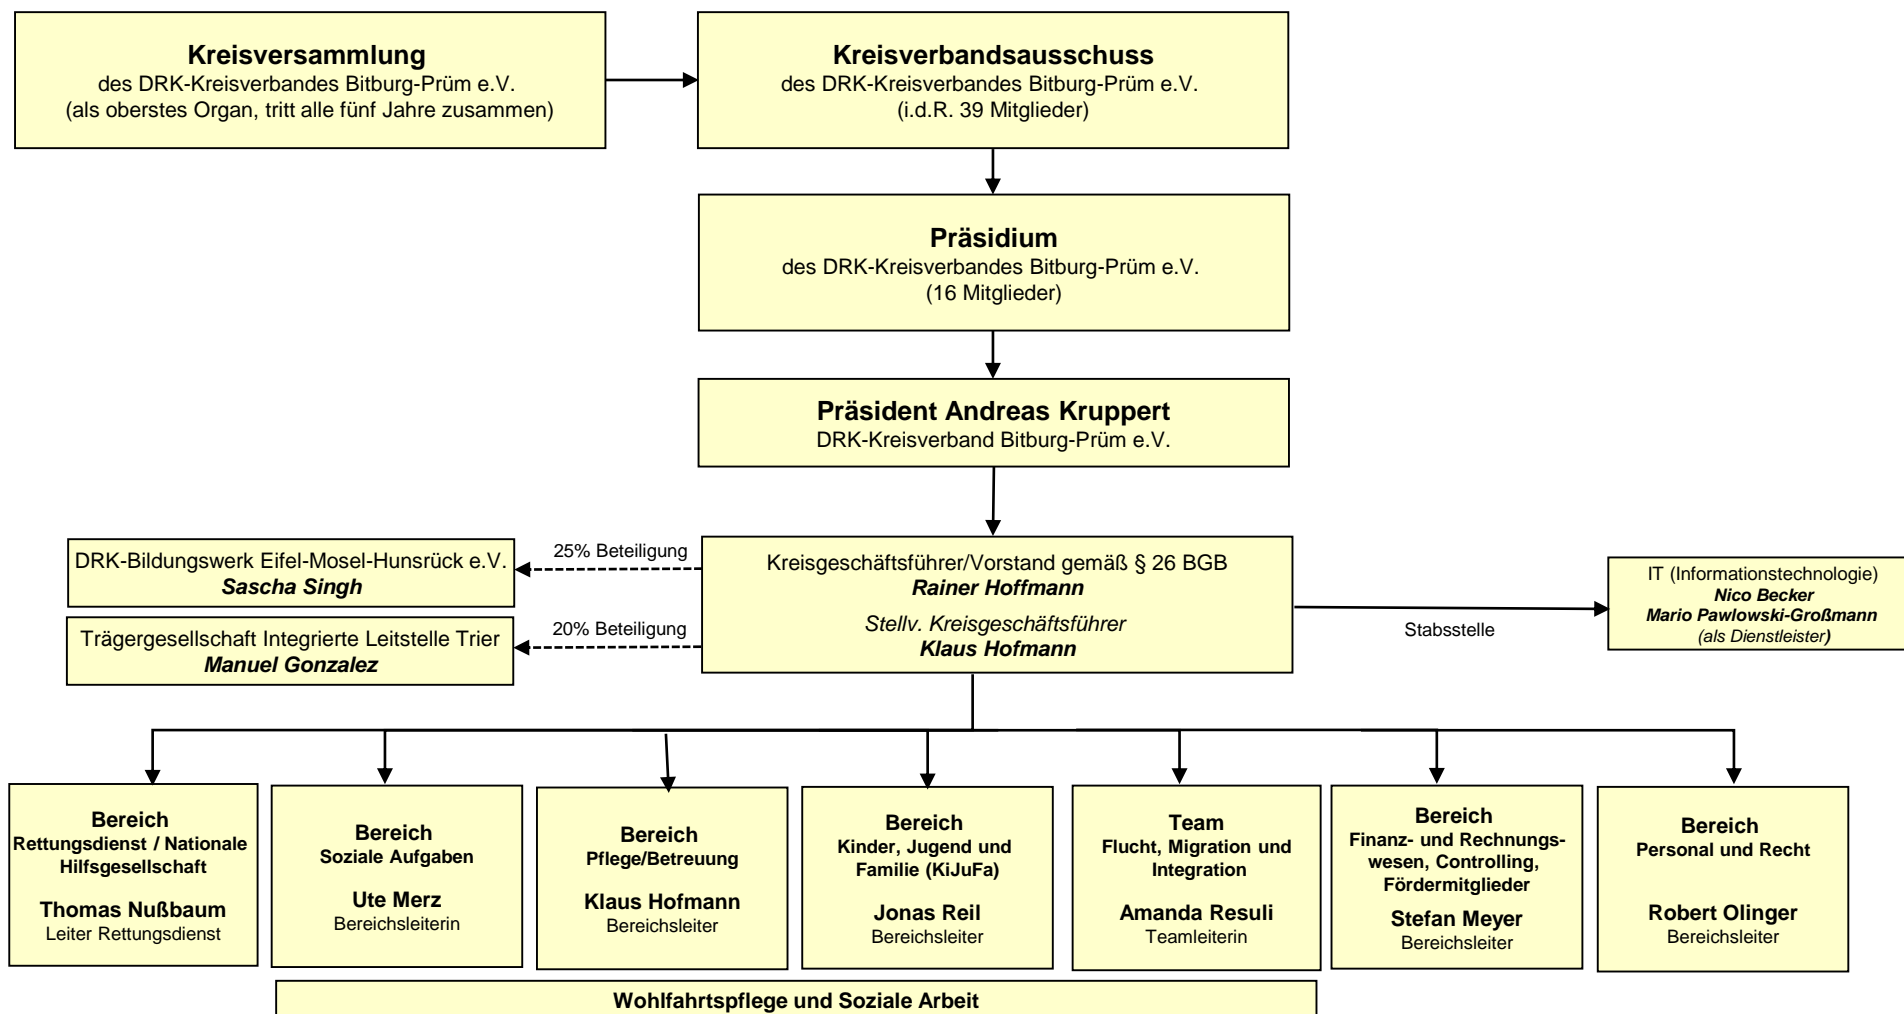 Kreisversammlung
des DRK-Kreisverbandes Bitburg-Prüm e.V.
(als oberstes Organ, tritt alle fünf Jahre zusammen)
Kreisverbandsausschuss
des DRK-Kreisverbandes Bitburg-Prüm e.V.
(i.d.R. 39 Mitglieder)
Präsidium
des DRK-Kreisverbandes Bitburg-Prüm e.V.
(16 Mitglieder)
Präsident Andreas Kruppert
DRK-Kreisverband Bitburg-Prüm e.V.
DRK-Bildungswerk Eifel-Mosel-Hunsrück e.V.
Sascha Singh
25% Beteiligung
Trägergesellschaft Integrierte Leitstelle Trier
Manuel Gonzalez
20% Beteiligung
Kreisgeschäftsführer/Vorstand gemäß § 26 BGB
Rainer Hoffmann
Stellv. Kreisgeschäftsführer
Klaus Hofmann
Stabsstelle
IT (Informationstechnologie)
Nico Becker
Mario Pawlowski-Großmann
(als Dienstleister)
Bereich
Rettungsdienst / Nationale
Hilfsgesellschaft
Thomas Nußbaum
Leiter Rettungsdienst
Bereich
Soziale Aufgaben
Ute Merz
Bereichsleiterin
Bereich
Pflege/Betreuung
Klaus Hofmann
Bereichsleiter
Bereich
Kinder, Jugend und
Familie (KiJuFa)
Jonas Reil
Bereichsleiter
Team
Flucht, Migration und
Integration
Amanda Resuli
Teamleiterin
Bereich
Finanz- und Rechnungs-
wesen, Controlling,
Fördermitglieder
Stefan Meyer
Bereichsleiter
Bereich
Personal und Recht
Robert Olinger
Bereichsleiter
Wohlfahrtspflege und Soziale Arbeit